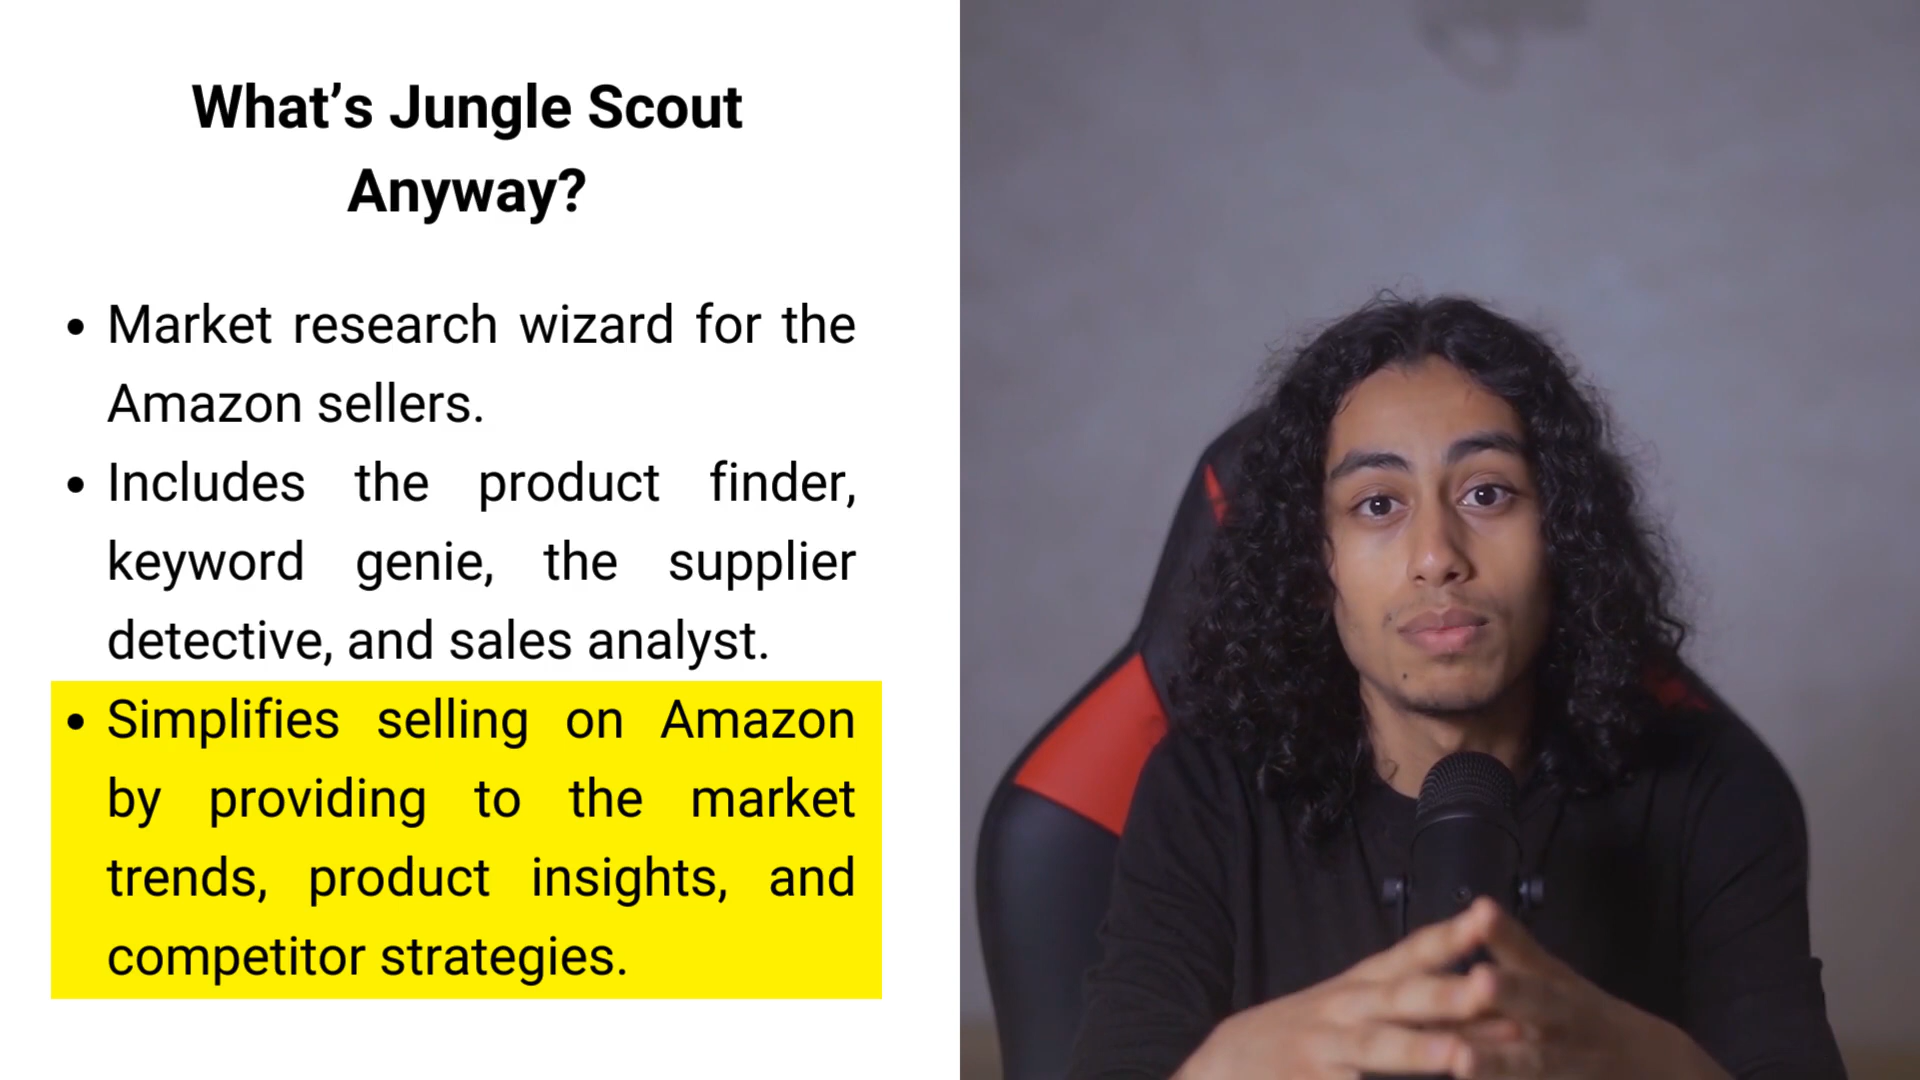 What’s Jungle Scout
Anyway?
• Market research wizard for the
Amazon sellers.
• Includes the product finder,
keyword genie, the supplier
detective, and sales analyst.
• Simplifies selling on Amazon
by providing to the market
trends, product insights, and
competitor strategies.